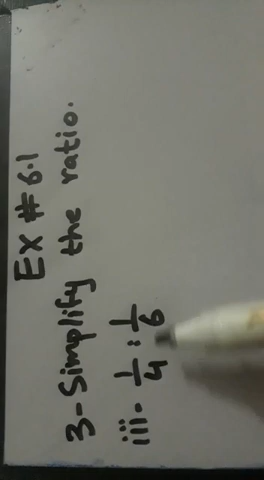 Ex # 6.1
3- Simplify the ratio.
iii- 1/4 : 1/6